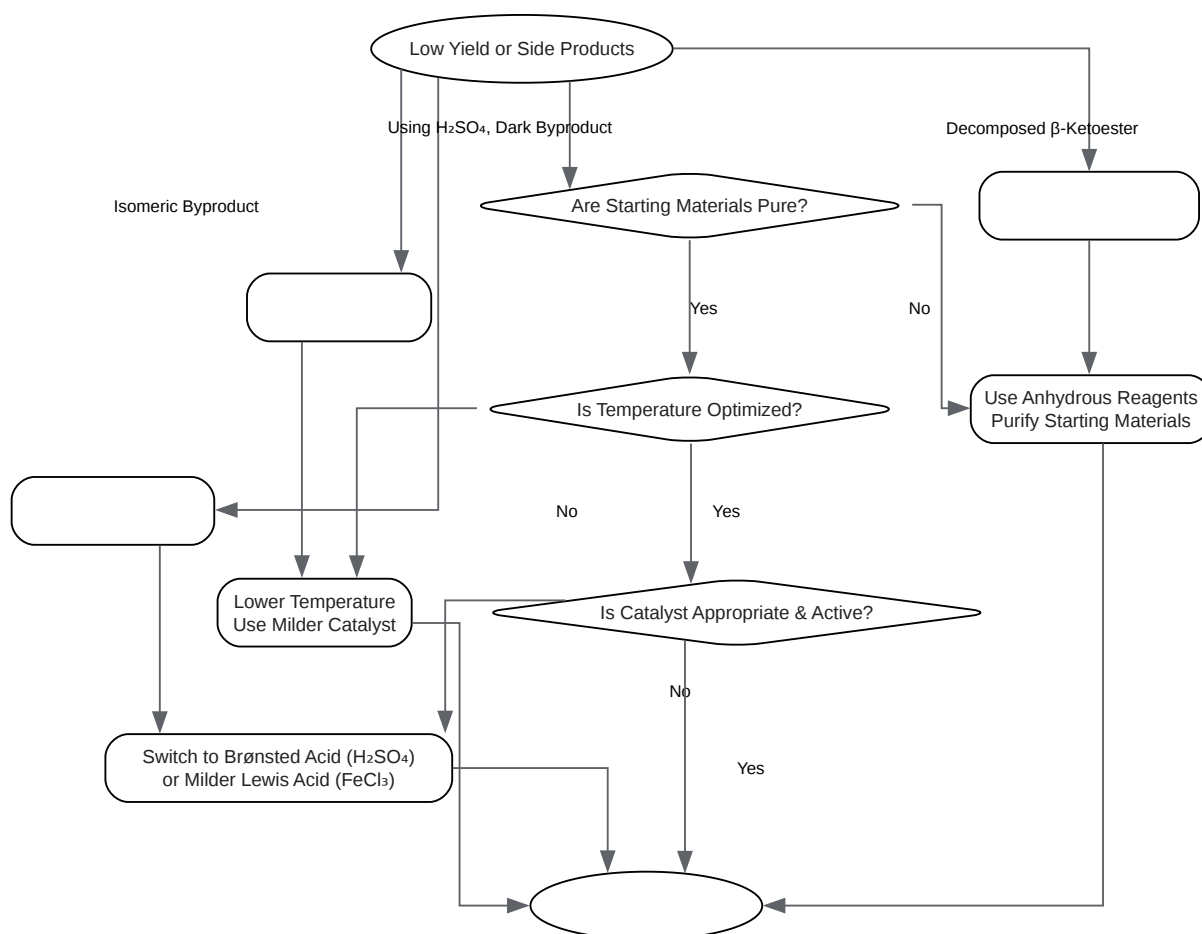 Low Yield or Side Products
Using H₂SO₄, Dark Byproduct
Decomposed β-Ketoester
Isomeric Byproduct
Are Starting Materials Pure?
Yes
No
Is Temperature Optimized?
Use Anhydrous Reagents
Purify Starting Materials
No
Yes
Lower Temperature
Use Milder Catalyst
Is Catalyst Appropriate & Active?
No
Switch to Brønsted Acid (H₂SO₄)
or Milder Lewis Acid (FeCl₃)
Yes